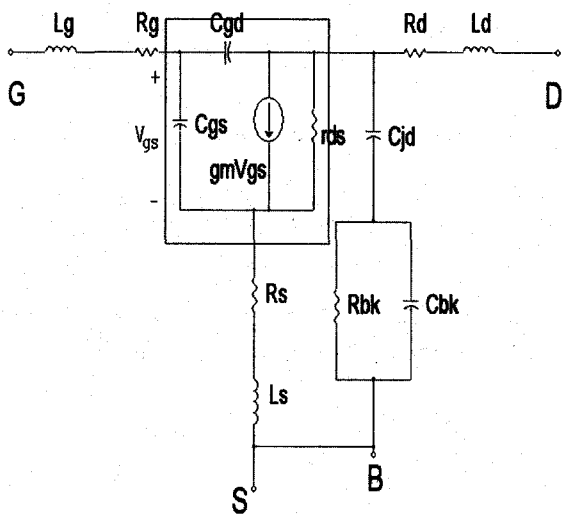 Lg Rg Cgd Rd Ld
G + D
Vgs Cgs rds Cjd
gmVgs
-
Rs Rbk Cbk
Ls
S B